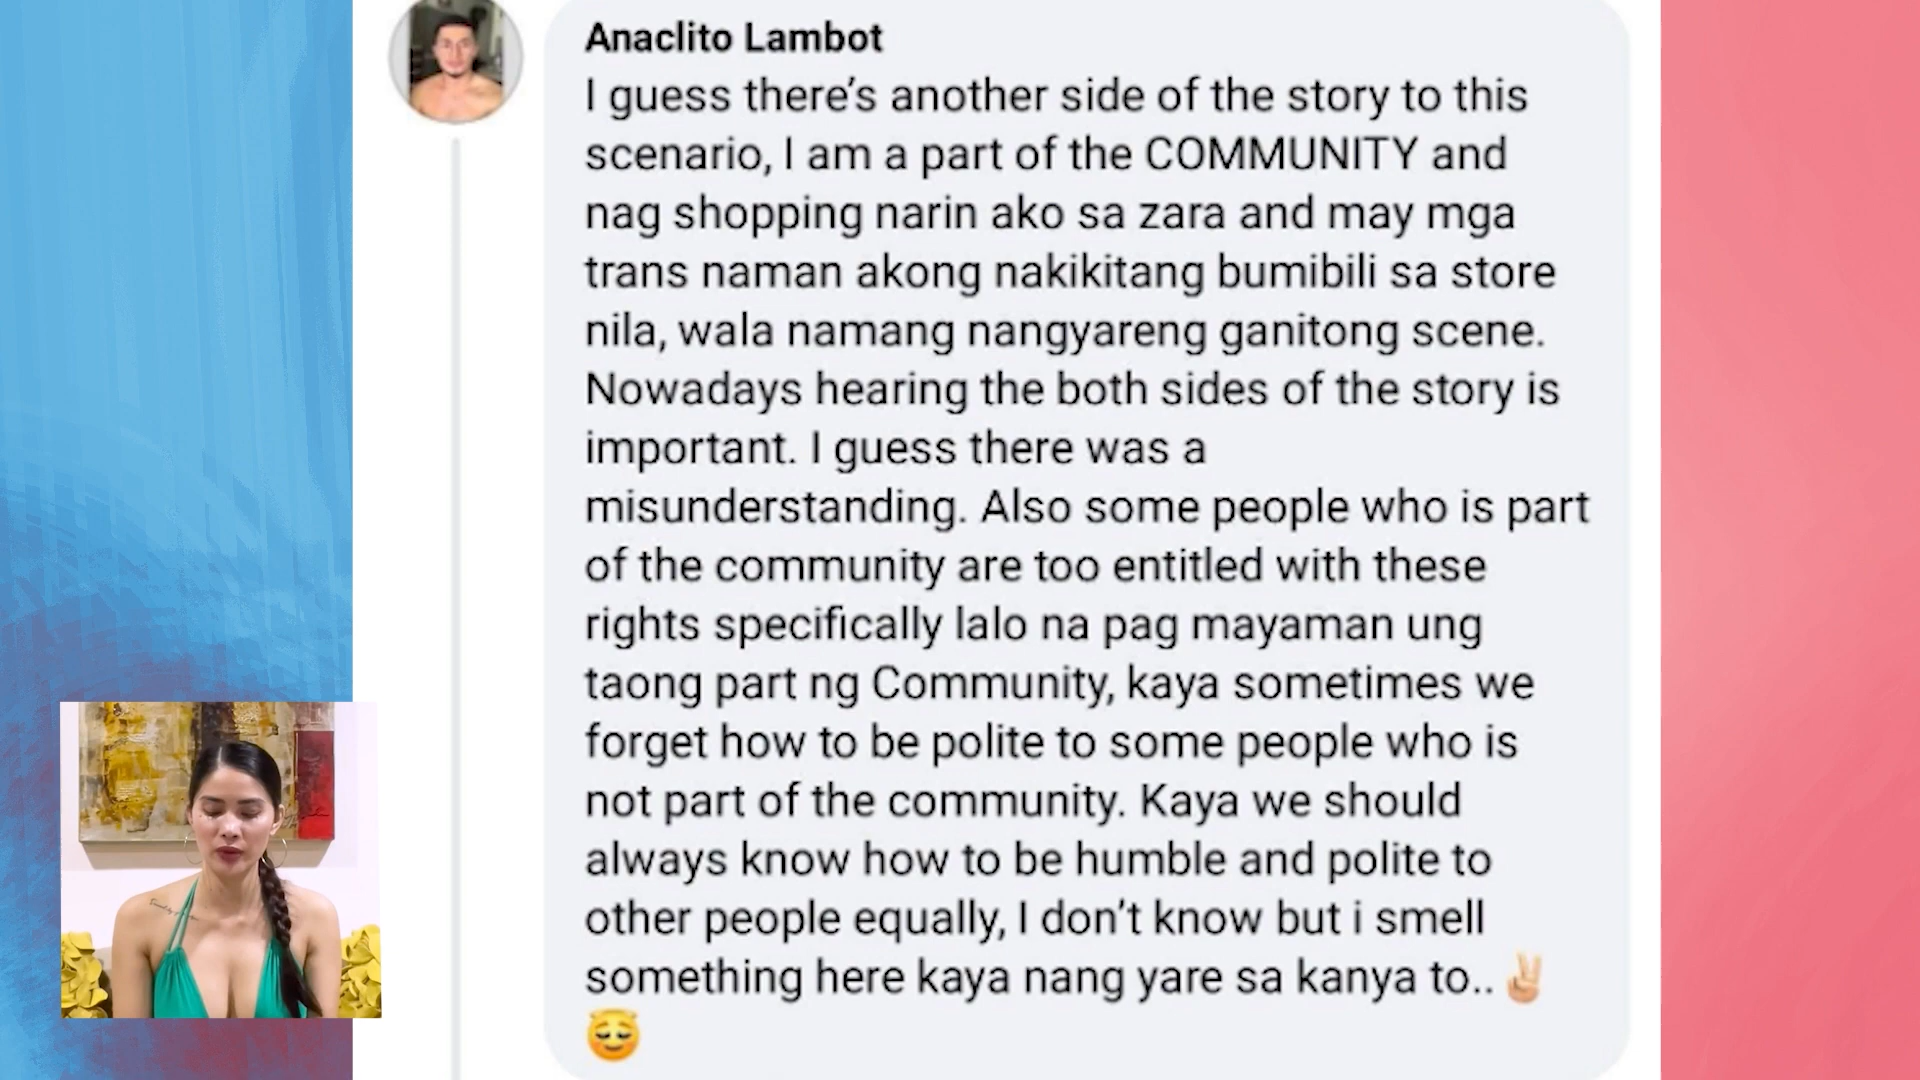 Anaclito Lambot
I guess there’s another side of the story to this
scenario, I am a part of the COMMUNITY and
nag shopping narin ako sa zara and may mga
trans naman akong nakikitang bumibili sa store
nila, wala namang nangyareng ganitong scene.
Nowadays hearing the both sides of the story is
important. I guess there was a
misunderstanding. Also some people who is part
of the community are too entitled with these
rights specifically lalo na pag mayaman ung
taong part ng Community, kaya sometimes we
forget how to be polite to some people who is
not part of the community. Kaya we should
always know how to be humble and polite to
other people equally, I don’t know but i smell
something here kaya nang yare sa kanya to.. ✌🏻
😇